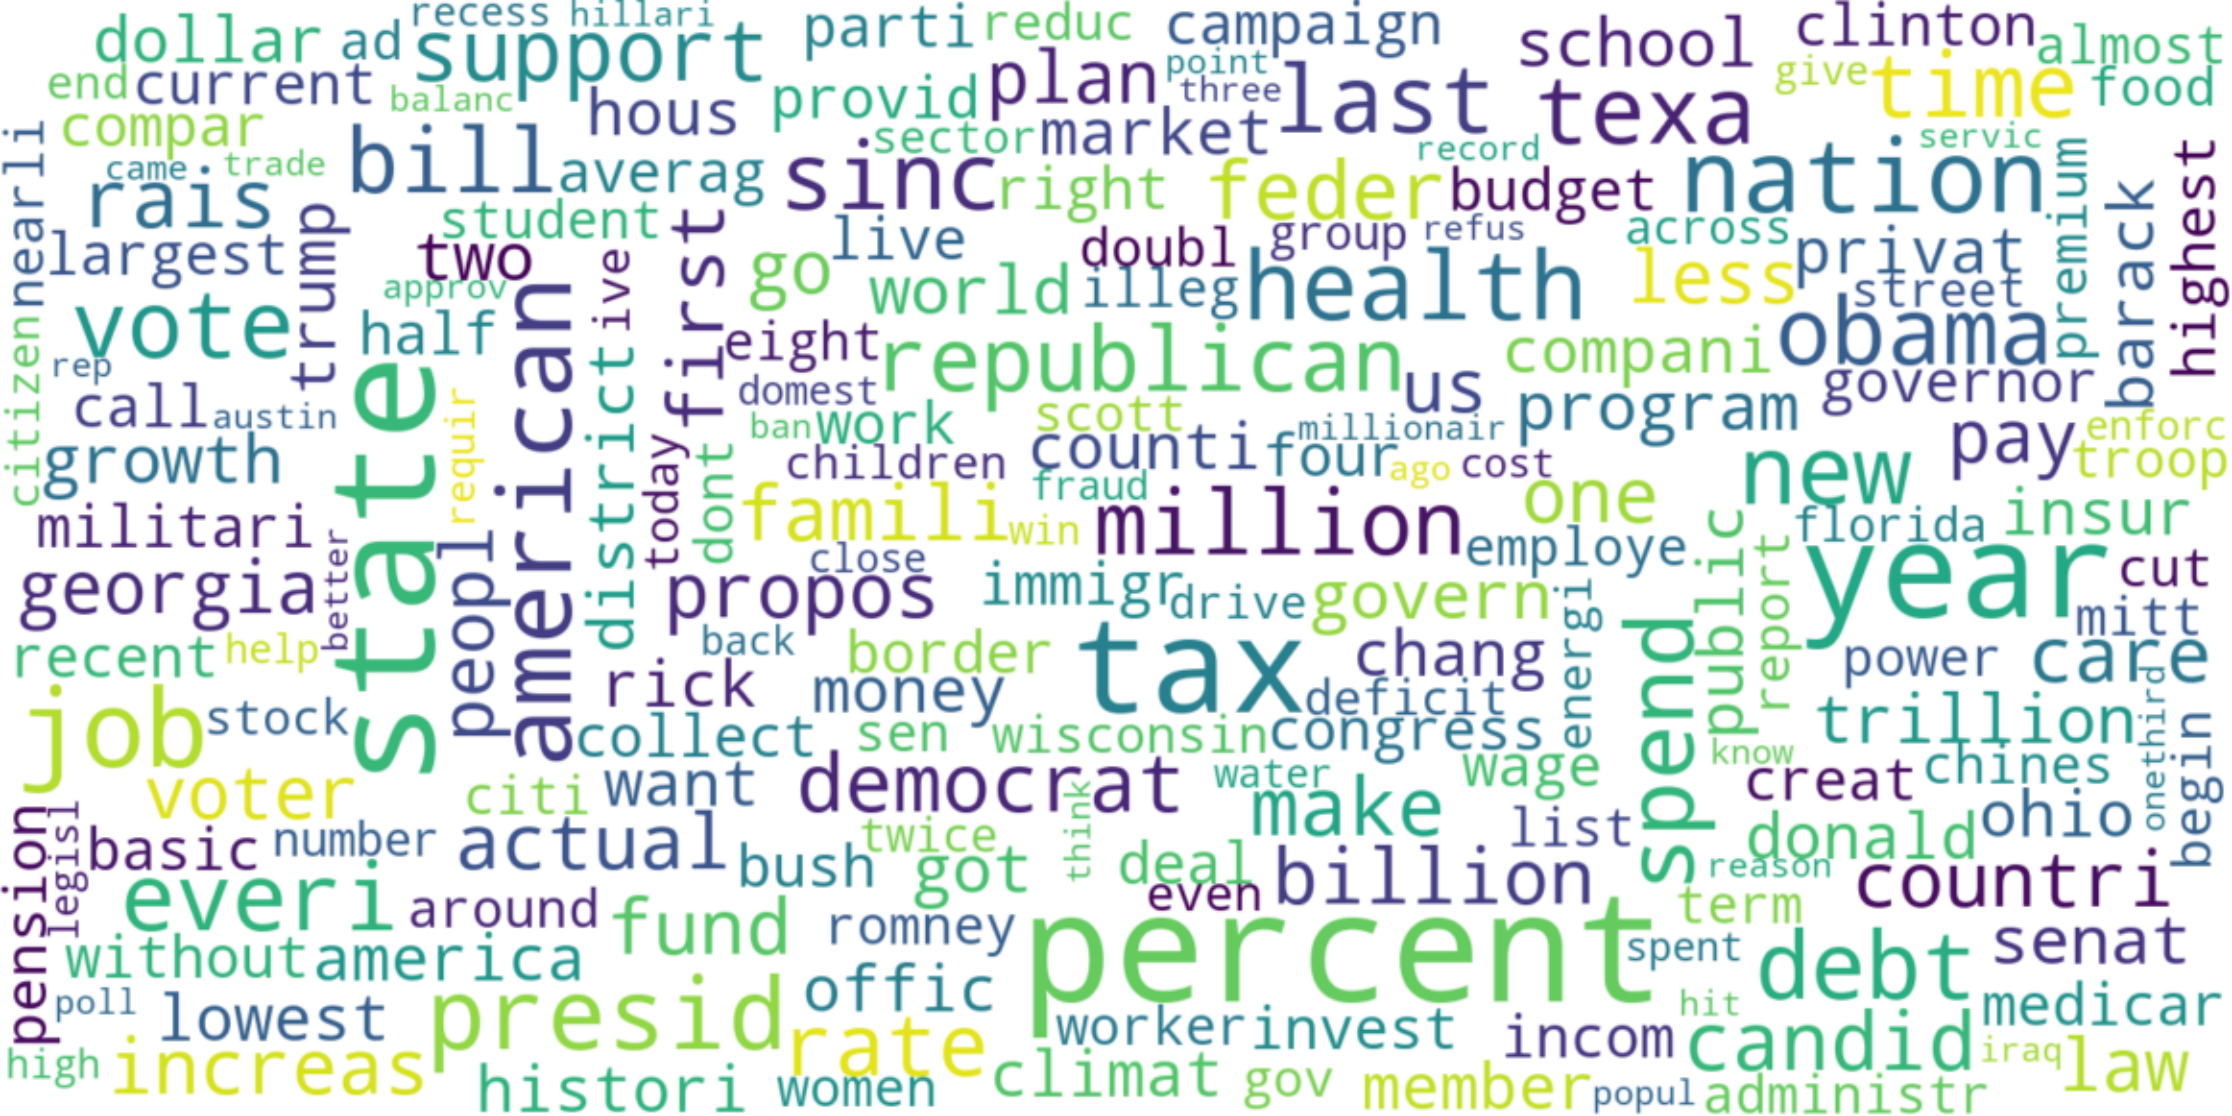 recess hillari
dollar ad support parti reduc campaign school clinton almost
end current balanc hous provid plan point three last texa give time food
compar bill averag sector market record servic
came trade rais sinc right feder budget nation premium highest
nearli largest trump student two first live doubl group refus across privat barack
approv go world illeg health less street
citizen vote half american districtive eight republican compani obama
rep state domest us program governor
call austin requir ban work scott counti four millionair pay enforc
growth today dont children ago cost new troop
famili fraud million one florida insur
militari better peopl win close employe public year cut
georgia propos immigr drive govern energi report mitt
recent help back border tax chang spend power care
job stock rick money deficit trillion onethird begin
collect sen wisconsin congress know
voter citi want democrat water wage creat chines
pension legisl basic number actual twice think make list donald ohio
bush got deal billion reason
everi around fund romney even term countri
without america offic percent spent debt senat
poll lowest presid rate worker invest incom hit candid medicar
high increas histori women climat gov member popul administr iraq law